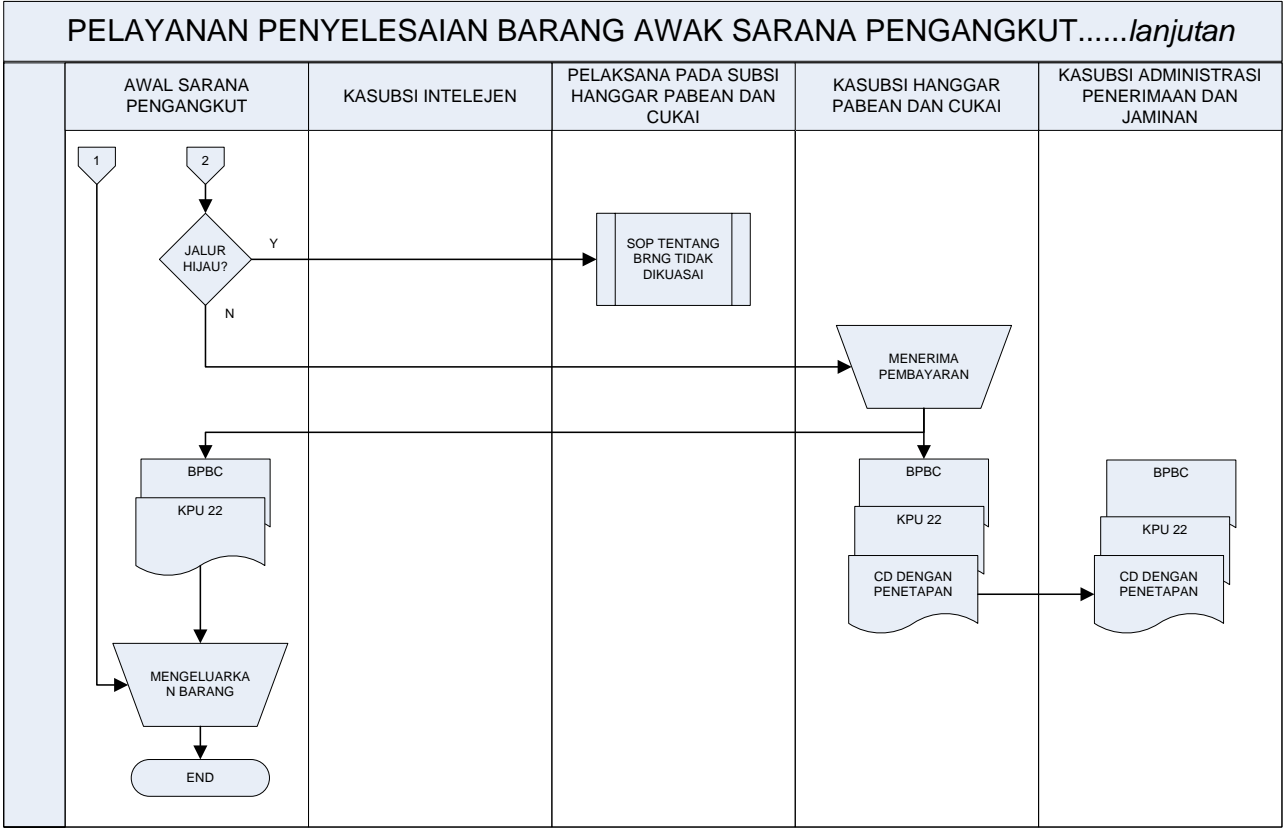 PELAYANAN PENYELESAIAN BARANG AWAK SARANA PENGANGKUT......lanjutan
AWAL SARANA
PENGANGKUT
KASUBSI INTELEJEN
PELAKSANA PADA SUBSI
HANGGAR PABEAN DAN
CUKAI
KASUBSI HANGGAR
PABEAN DAN CUKAI
KASUBSI ADMINISTRASI
PENERIMAAN DAN
JAMINAN
1
2
JALUR
HIJAU?
Y
SOP TENTANG
BRNG TIDAK
DIKUASAI
N
MENERIMA
PEMBAYARAN
BPBC
KPU 22
BPBC
KPU 22
CD DENGAN
PENETAPAN
BPBC
KPU 22
CD DENGAN
PENETAPAN
MENGELUARKA
N BARANG
END